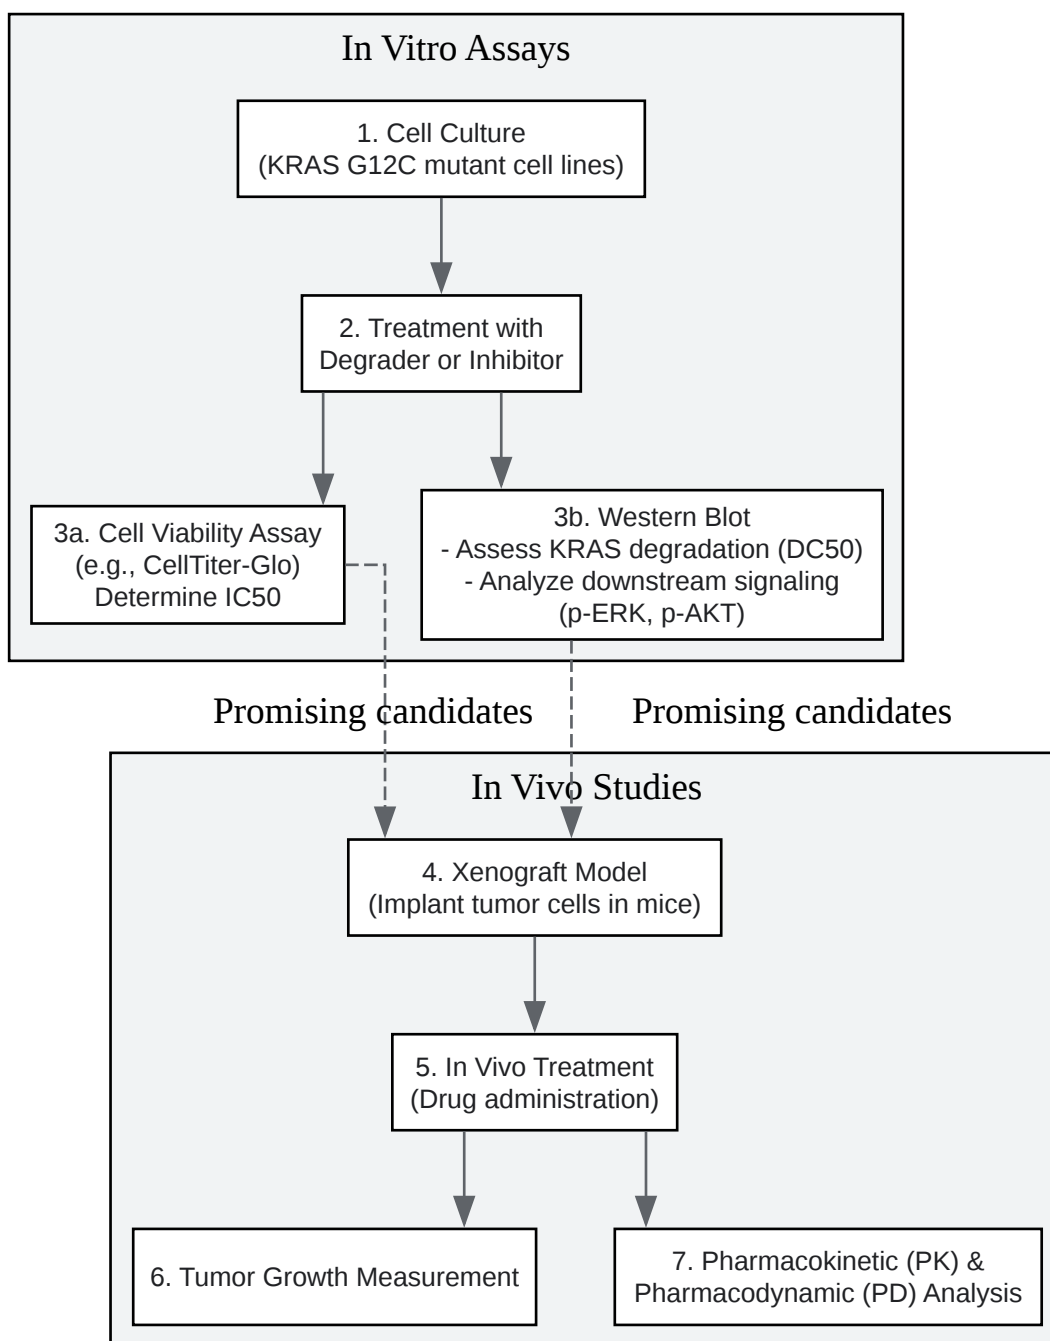 In Vitro Assays
1. Cell Culture
(KRAS G12C mutant cell lines)
2. Treatment with
Degrader or Inhibitor
3a. Cell Viability Assay
(e.g., CellTiter-Glo)
Determine IC50
3b. Western Blot
- Assess KRAS degradation (DC50)
- Analyze downstream signaling
(p-ERK, p-AKT)
Promising candidates
Promising candidates
In Vivo Studies
4. Xenograft Model
(Implant tumor cells in mice)
5. In Vivo Treatment
(Drug administration)
6. Tumor Growth Measurement
7. Pharmacokinetic (PK) &
Pharmacodynamic (PD) Analysis